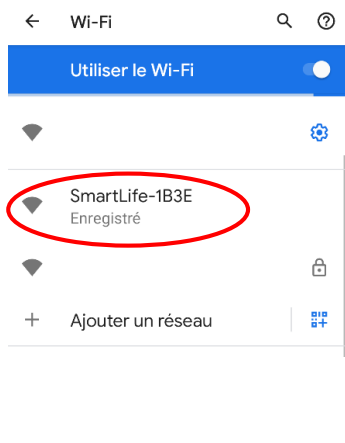 Wi-Fi
Utiliser le Wi-Fi
SmartLife-1B3E
Enregistré
Ajouter un réseau